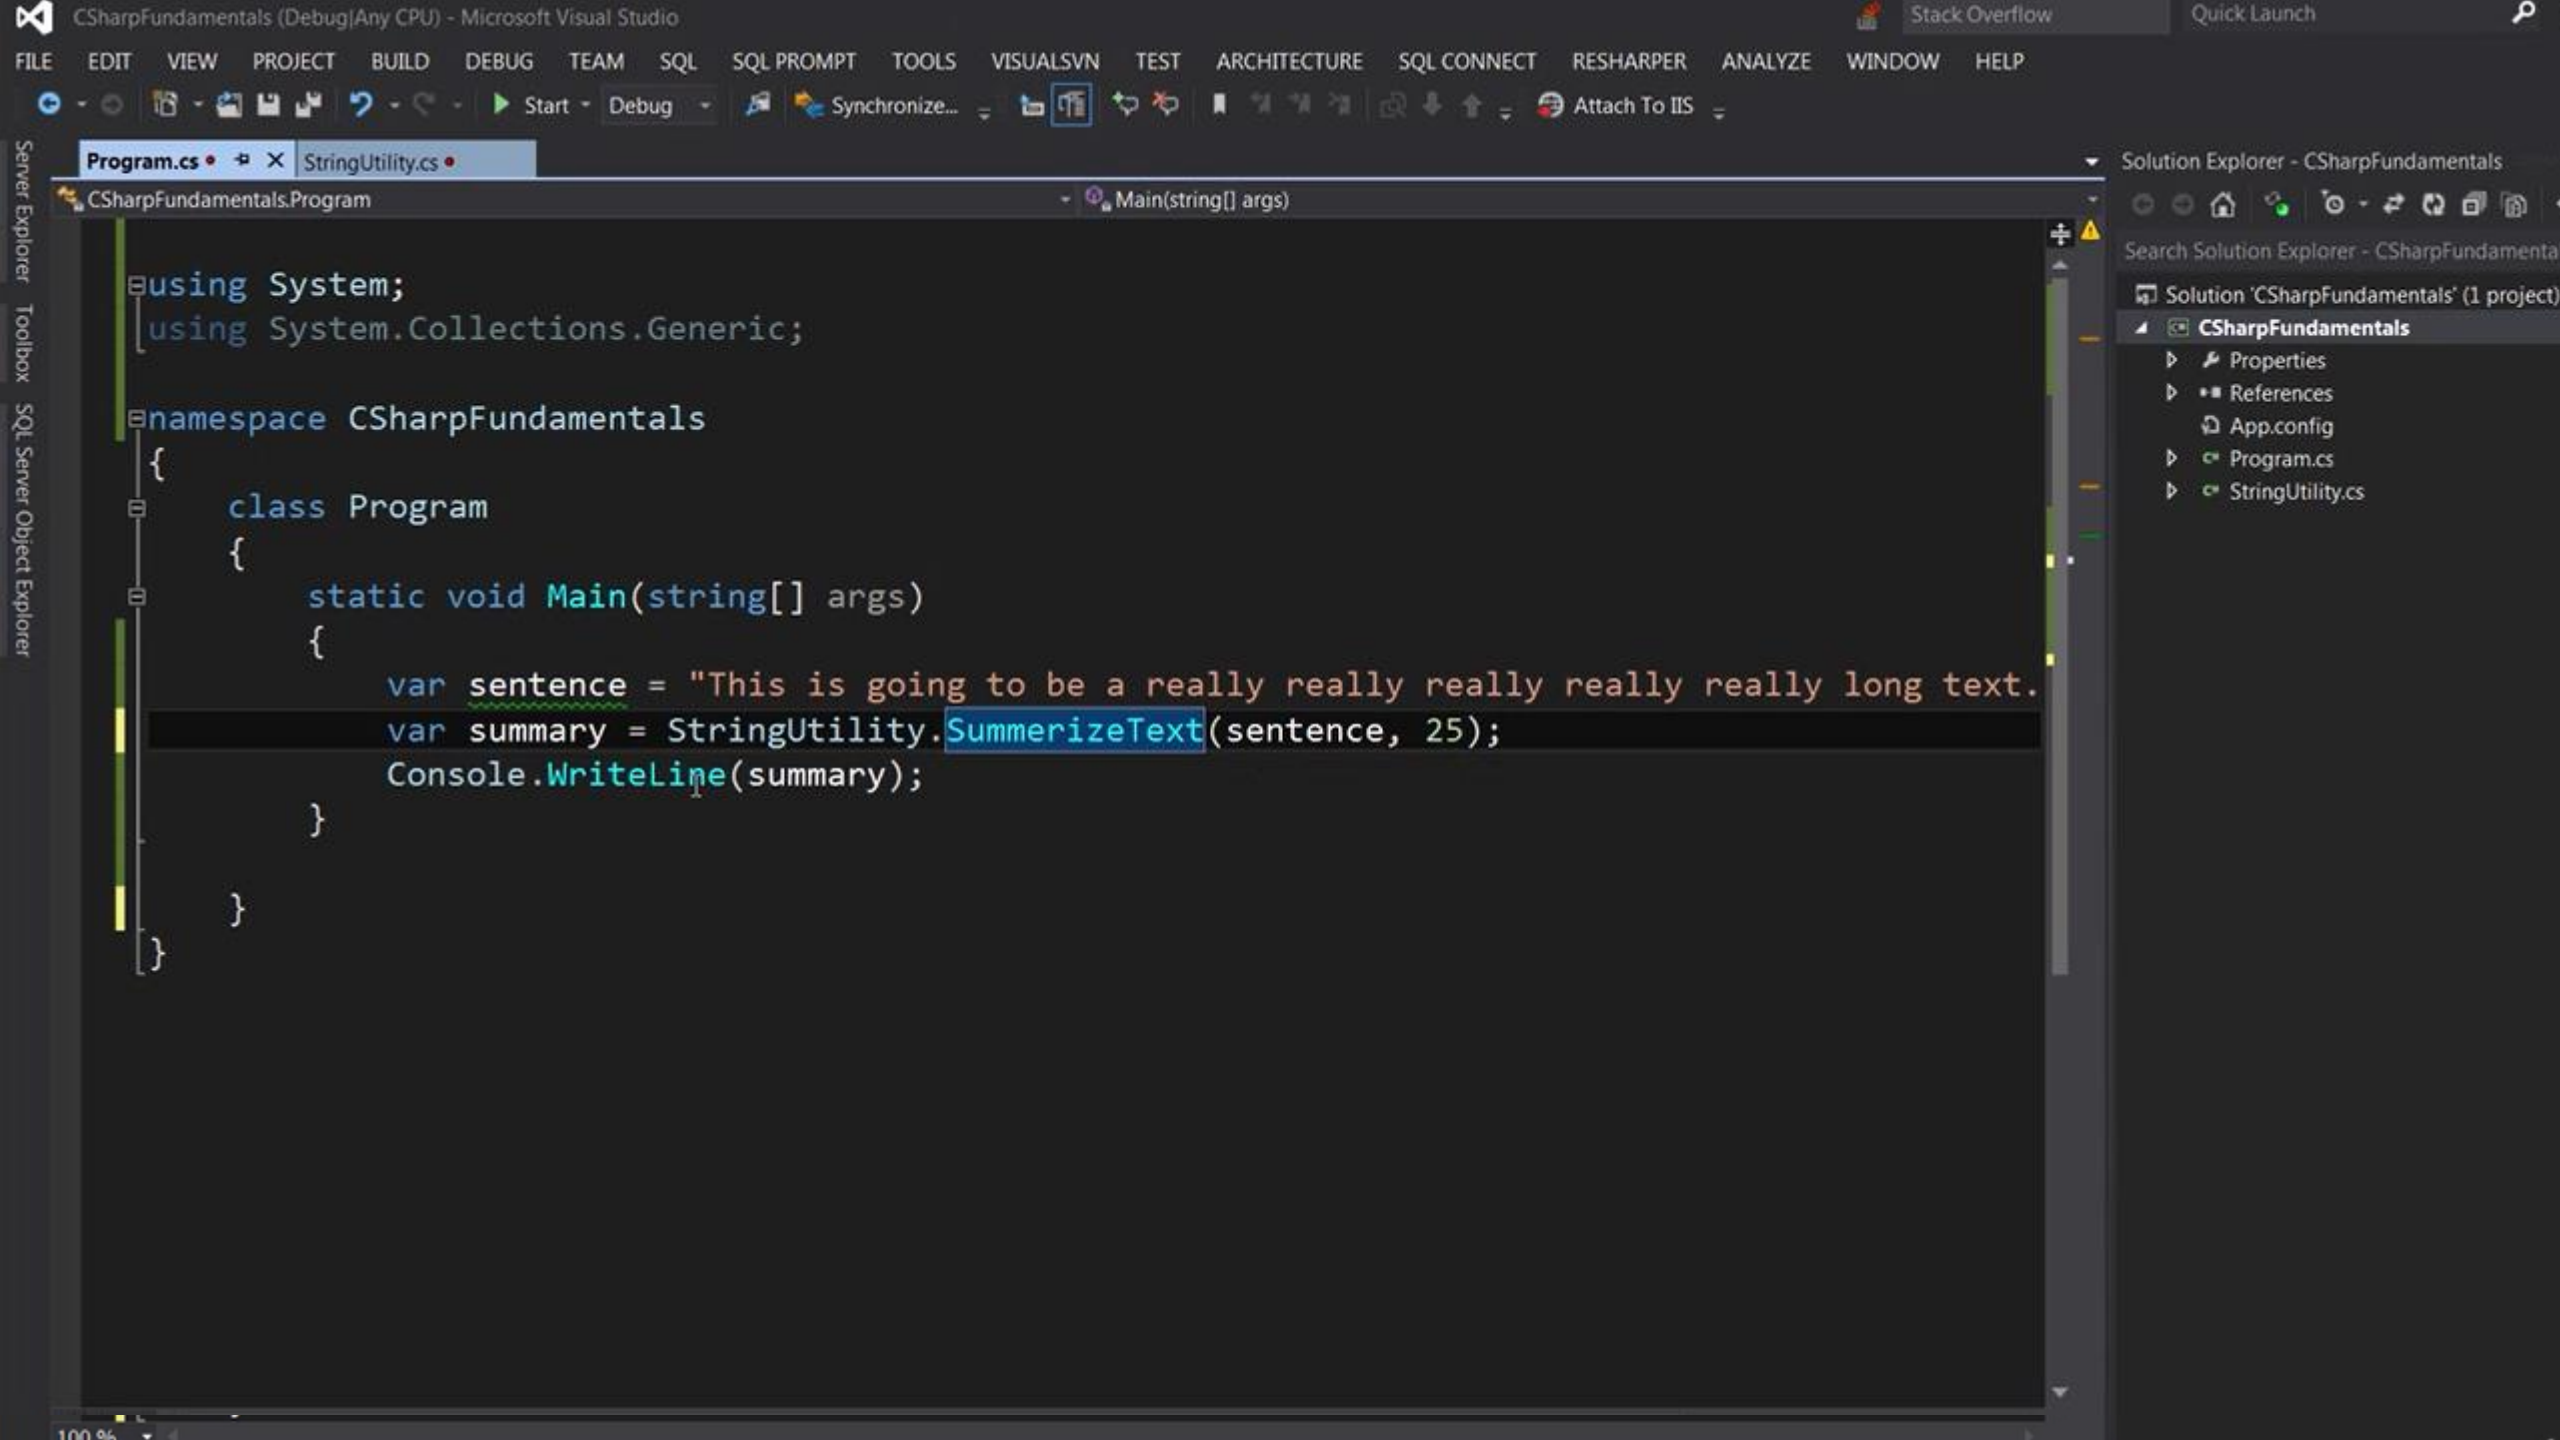 CSharpFundamentals (Debug|Any CPU) - Microsoft Visual Studio
Stack Overflow
Quick Launch
FILE EDIT VIEW PROJECT BUILD DEBUG TEAM SQL SQL PROMPT TOOLS VISUALSVN TEST ARCHITECTURE SQL CONNECT RESHARPER ANALYZE WINDOW HELP
Start Debug Synchronize... Attach To IIS
Server Explorer
Toolbox
SQL Server Object Explorer
Program.cs StringUtility.cs
CSharpFundamentals.Program Main(string[] args)
using System;
using System.Collections.Generic;
namespace CSharpFundamentals
{
class Program
{
static void Main(string[] args)
{
var sentence = "This is going to be a really really really really really long text.
var summary = StringUtility.SummerizeText(sentence, 25);
Console.WriteLine(summary);
}
}
}
100 %
Solution Explorer - CSharpFundamentals
Search Solution Explorer - CSharpFundamenta
Solution 'CSharpFundamentals' (1 project)
CSharpFundamentals
Properties
References
App.config
Program.cs
StringUtility.cs